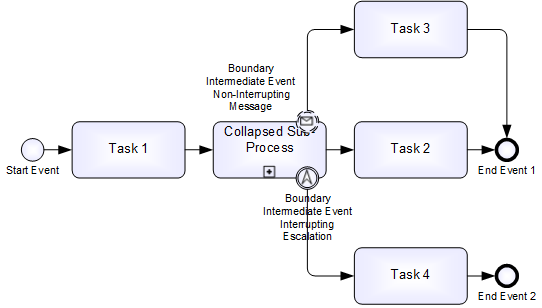 Task 3
Boundary
Intermediate Event
Non-Interrupting
Message
Collapsed Sub-
Process
Task 1
Task 2
Start Event
End Event 1
Boundary
Intermediate Event
Interrupting
Escalation
Task 4
End Event 2